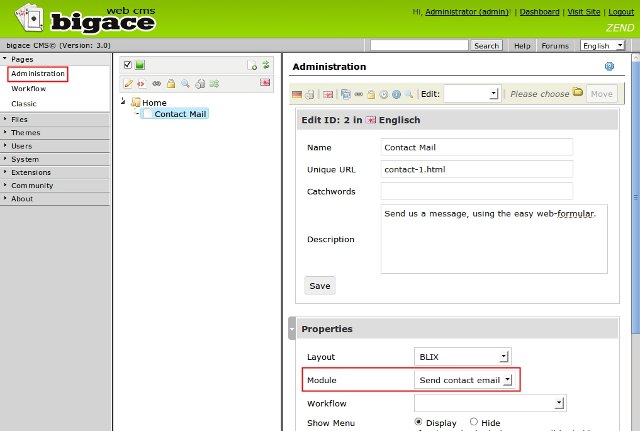 web cms
bigace
Hi, Administrator (admin)! | Dashboard | Visit Site | Logout
ZEND
bigace CMS© (Version: 3.0)
Search
Help
Forums
English
Pages
Administration
Workflow
Classic
Files
Themes
Users
System
Extensions
Community
About
Home
Contact Mail
Administration
Edit:
Please choose
Move
Edit ID: 2 in Englisch
Name
Contact Mail
Unique URL
contact-1.html
Catchwords
Description
Send us a message, using the easy web-formular.
Save
Properties
Layout
BLIX
Module
Send contact email
Workflow
Show Menu
Display
Hide